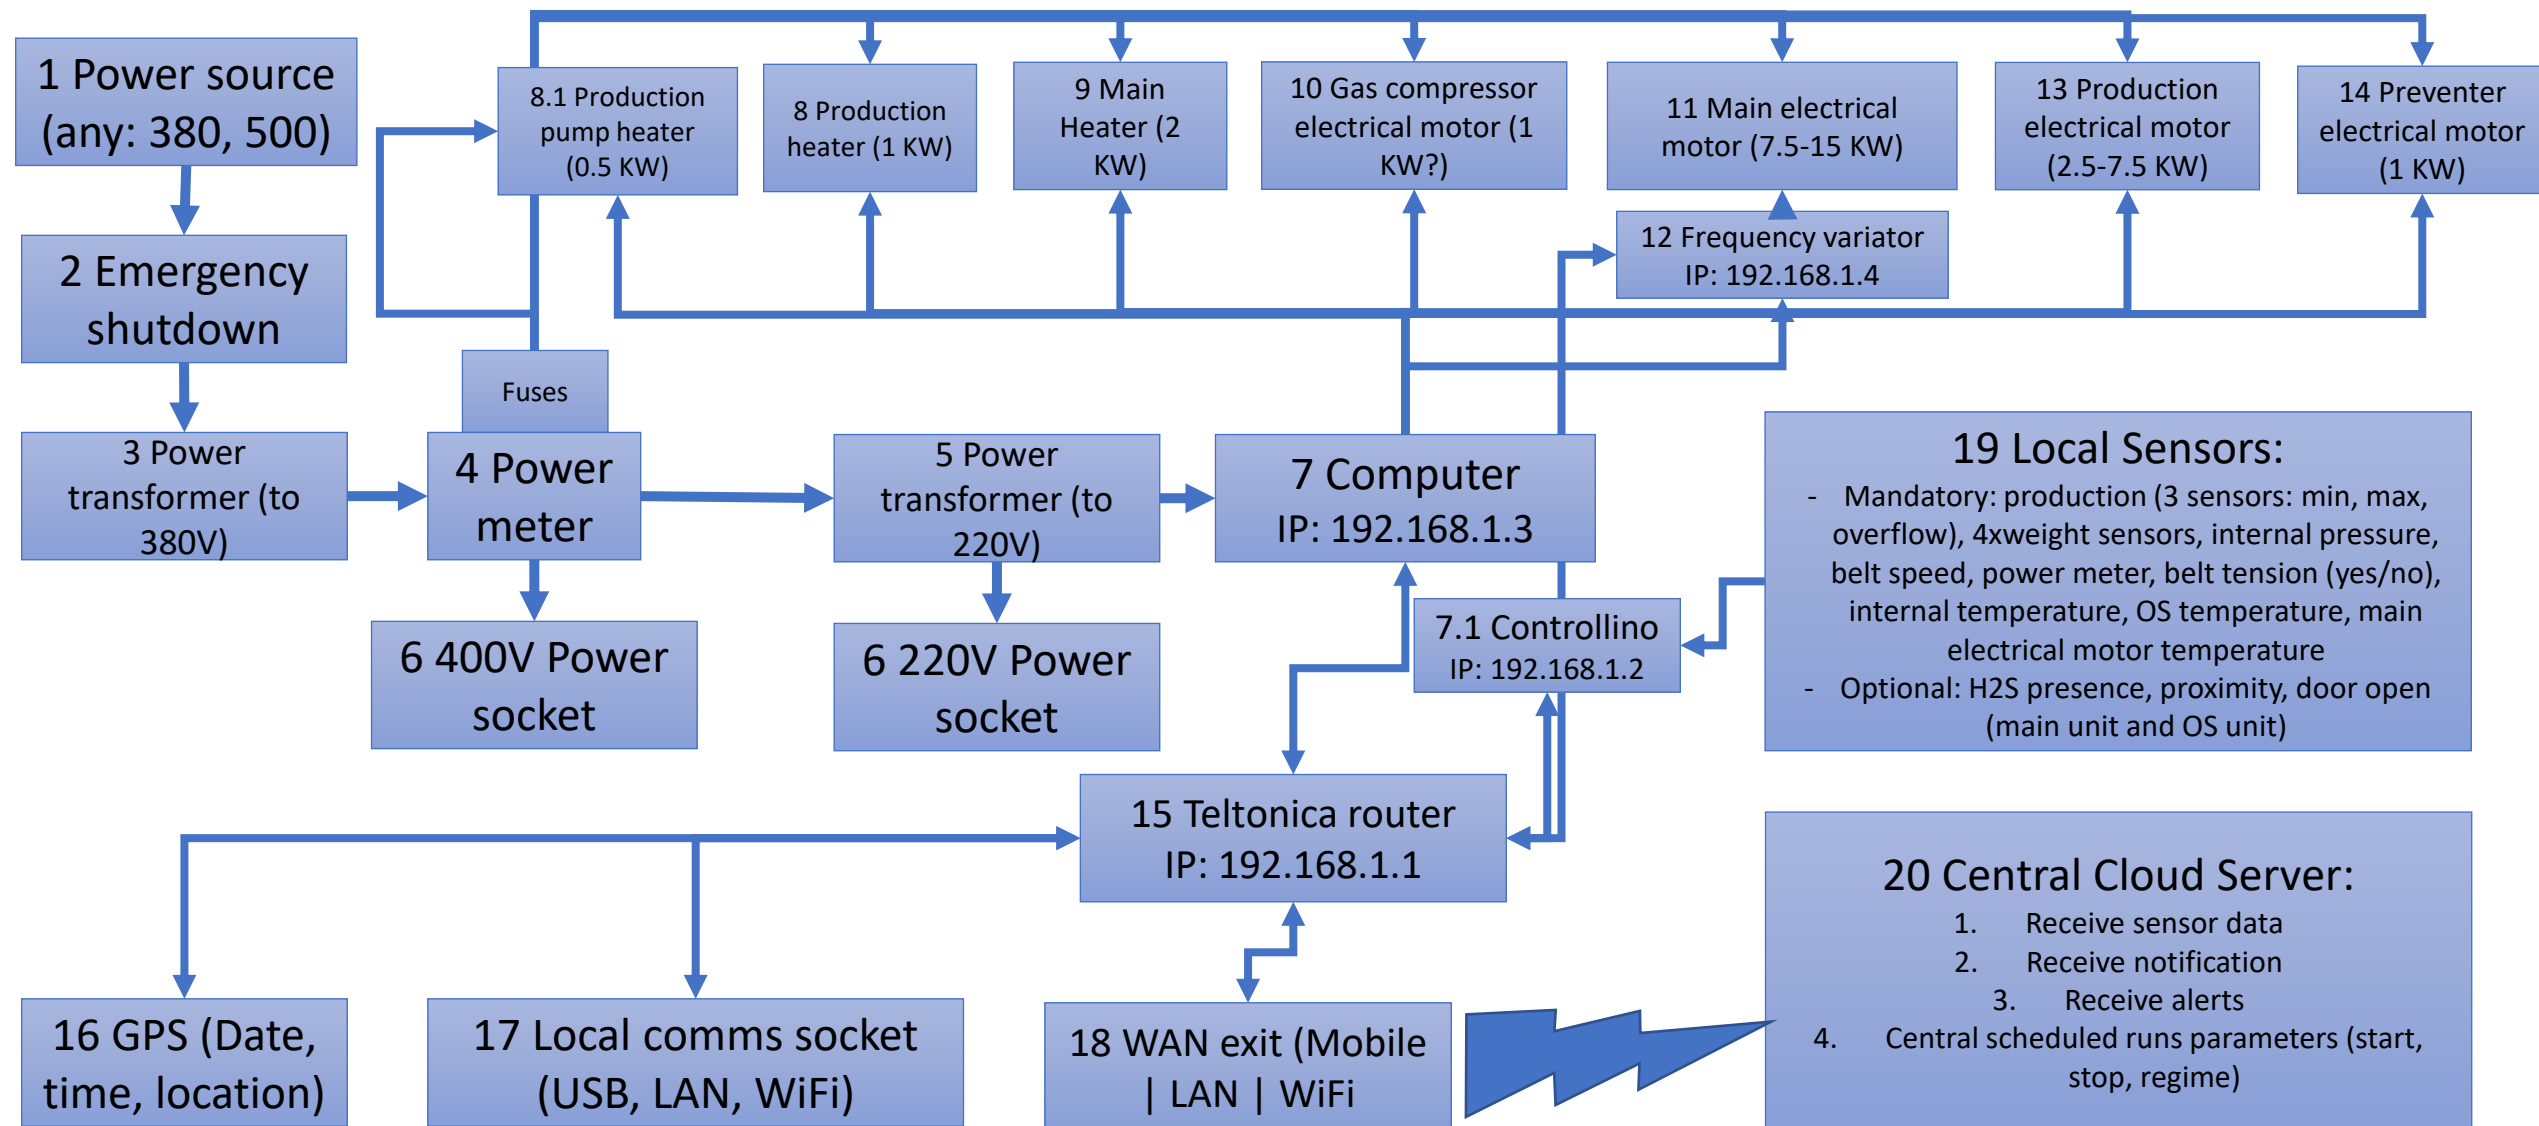 1 Power source
(any: 380, 500)
8.1 Production
pump heater
(0.5 KW)
8 Production
heater (1 KW)
9 Main
Heater (2
KW)
10 Gas compressor
electrical motor (1
KW?)
11 Main electrical
motor (7.5-15 KW)
13 Production
electrical motor
(2.5-7.5 KW)
14 Preventer
electrical motor
(1 KW)
12 Frequency variator
IP: 192.168.1.4
2 Emergency
shutdown
Fuses
3 Power
transformer (to
380V)
4 Power
meter
5 Power
transformer (to
220V)
7 Computer
IP: 192.168.1.3
7.1 Controllino
IP: 192.168.1.2
19 Local Sensors:
- Mandatory: production (3 sensors: min, max,
overflow), 4xweight sensors, internal pressure,
belt speed, power meter, belt tension (yes/no),
internal temperature, OS temperature, main
electrical motor temperature
- Optional: H2S presence, proximity, door open
(main unit and OS unit)
6 400V Power
socket
6 220V Power
socket
15 Teltonica router
IP: 192.168.1.1
20 Central Cloud Server:
1. Receive sensor data
2. Receive notification
3. Receive alerts
4. Central scheduled runs parameters (start,
stop, regime)
16 GPS (Date,
time, location)
17 Local comms socket
(USB, LAN, WiFi)
18 WAN exit (Mobile
| LAN | WiFi